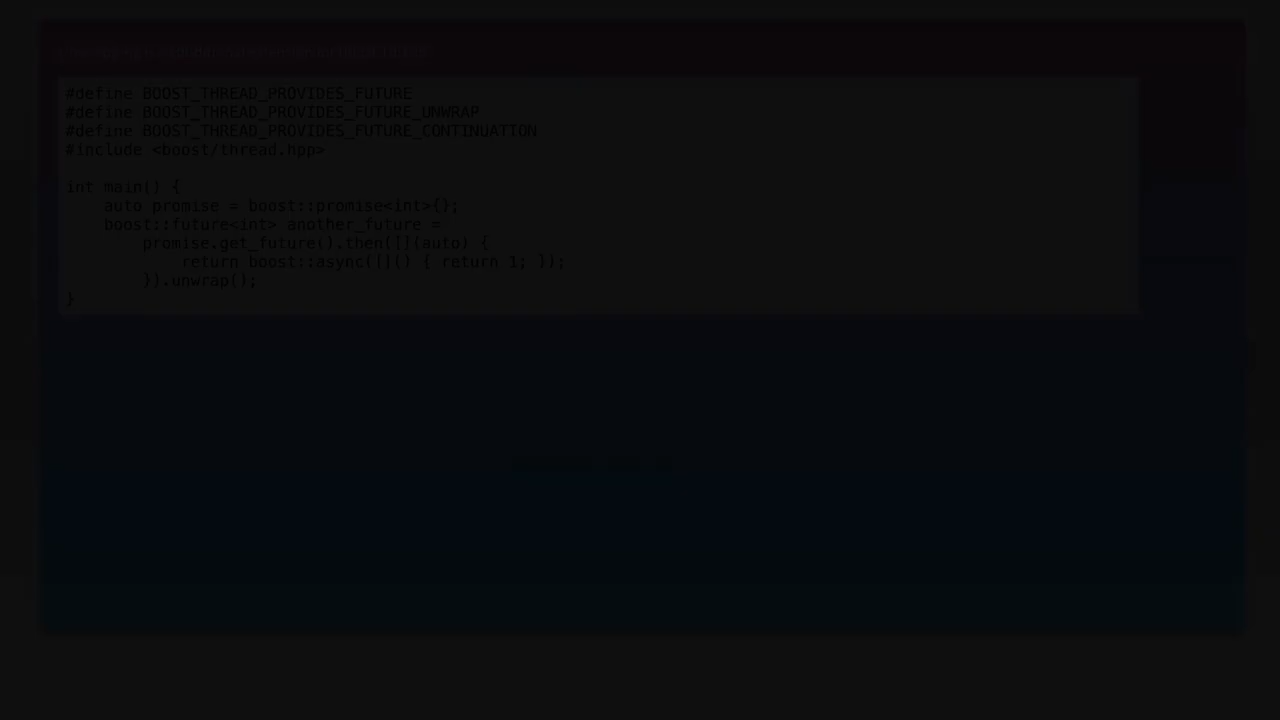 #define BOOST_THREAD_PROVIDES_FUTURE
#define BOOST_THREAD_PROVIDES_FUTURE_UNWRAP
#define BOOST_THREAD_PROVIDES_FUTURE_CONTINUATION
#include <boost/thread.hpp>

int main() {
    auto promise = boost::promise<int>{};
    boost::future<int> another_future =
        promise.get_future().then([](auto) {
            return boost::async([]() { return 1; });
        }).unwrap();
}